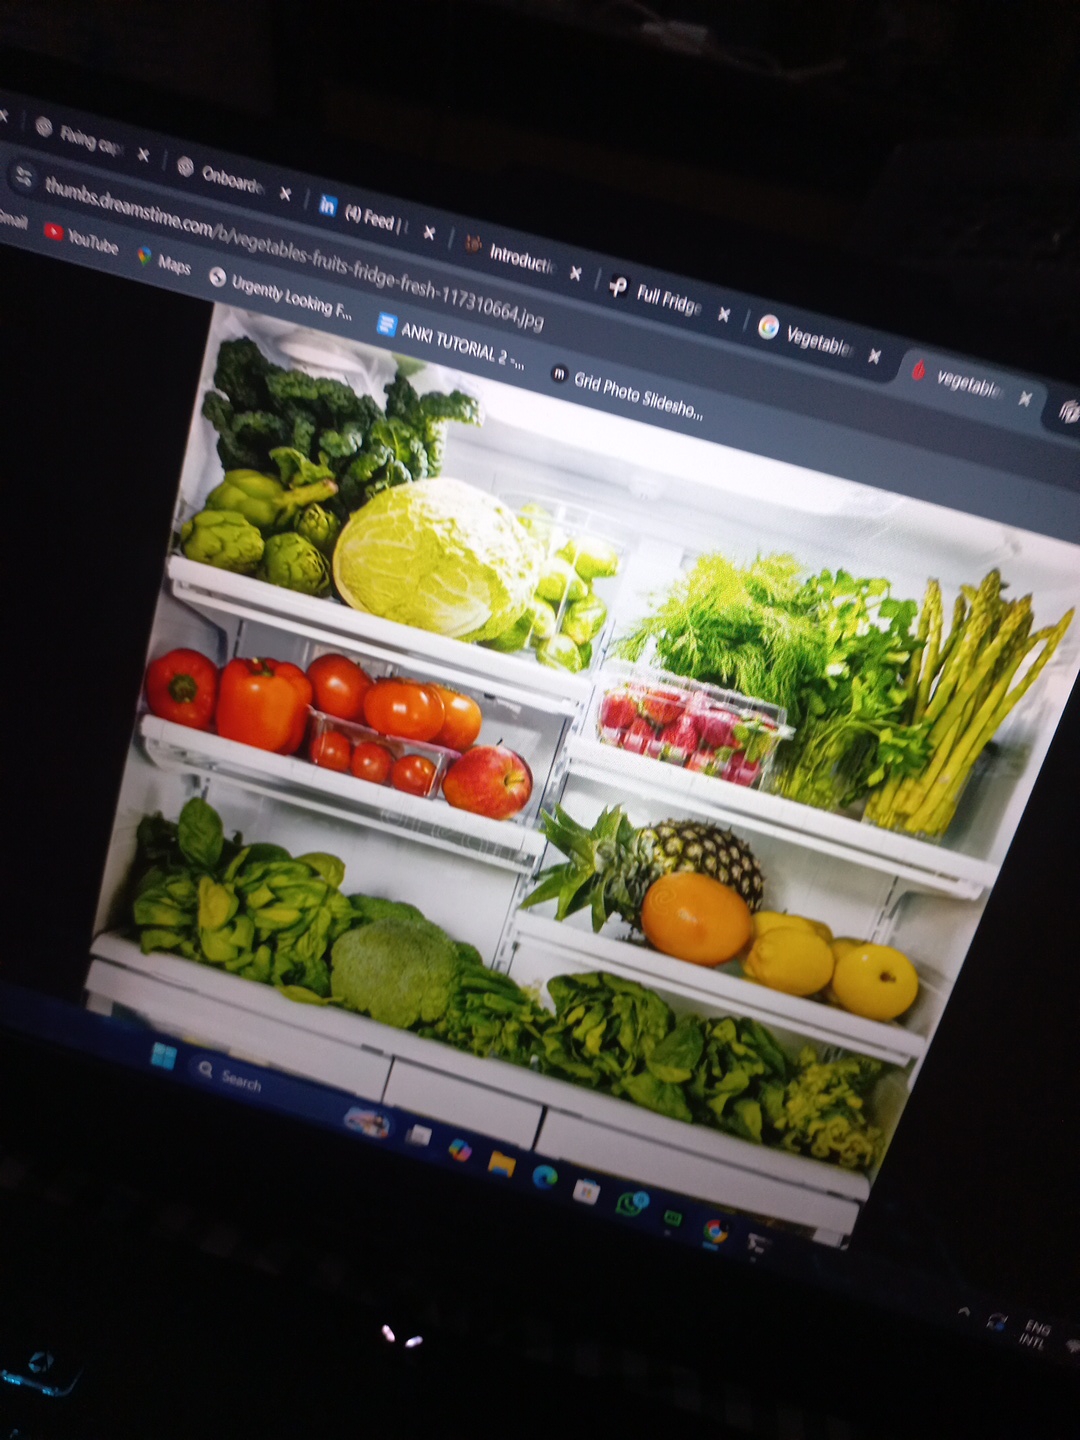 Fixing cap
Onboard
(4) Feed |
Introducti
Full Fridge
Vegetable
vegetable
thumbs.dreamstime.com/b/vegetables-fruits-fridge-fresh-117310664.jpg
Gmail
YouTube
Maps
Urgently Looking F...
ANKI TUTORIAL 2 -...
Grid Photo Slidesho...
Search
ENG
INTL